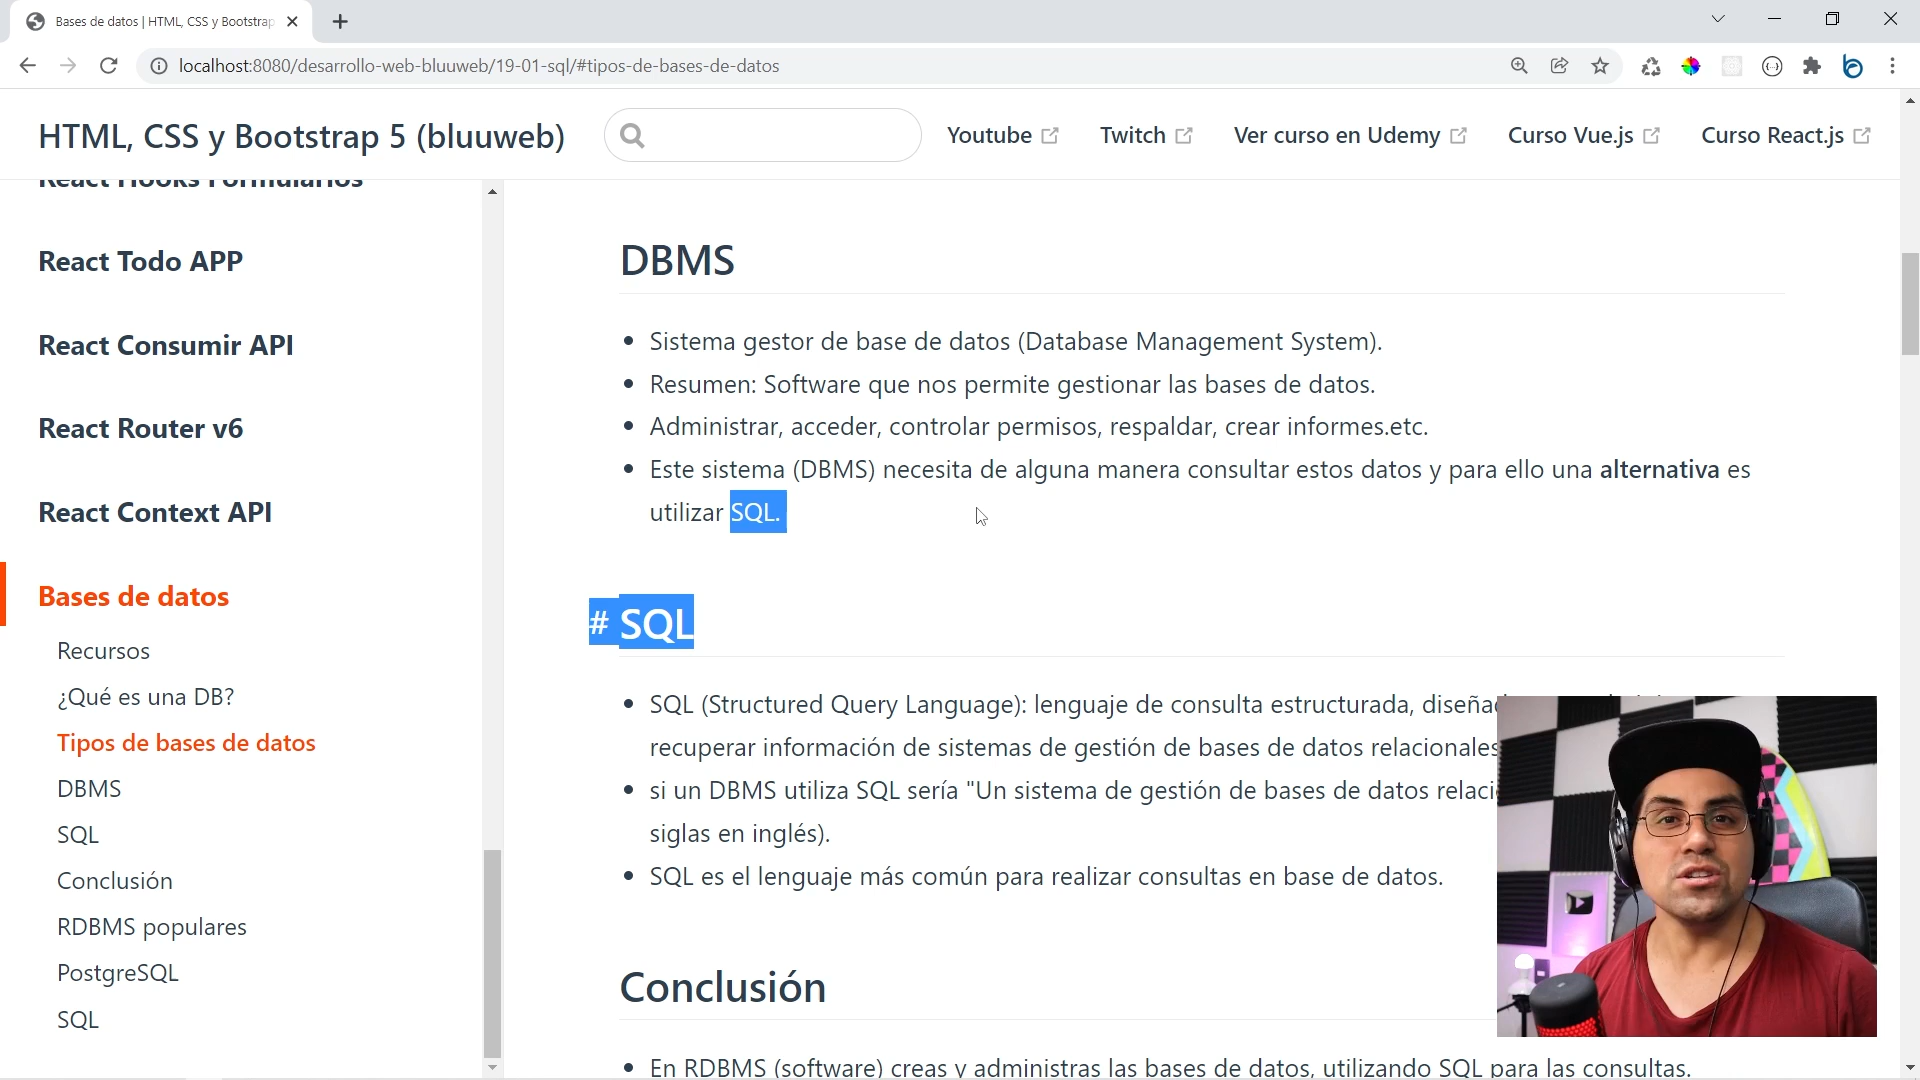 Bases de datos | HTML, CSS y Bootstrap
localhost:8080/desarrollo-web-bluuweb/19-01-sql/#tipos-de-bases-de-datos
HTML, CSS y Bootstrap 5 (bluuweb)
Youtube
Twitch
Ver curso en Udemy
Curso Vue.js
Curso React.js
React Hooks Formularios
React Todo APP
React Consumir API
React Router v6
React Context API
Bases de datos
Recursos
¿Qué es una DB?
Tipos de bases de datos
DBMS
SQL
Conclusión
RDBMS populares
PostgreSQL
SQL
DBMS
Sistema gestor de base de datos (Database Management System).
Resumen: Software que nos permite gestionar las bases de datos.
Administrar, acceder, controlar permisos, respaldar, crear informes.etc.
Este sistema (DBMS) necesita de alguna manera consultar estos datos y para ello una alternativa es
utilizar SQL.
# SQL
SQL (Structured Query Language): lenguaje de consulta estructurada,
recuperar información de sistemas de gestión de bases de datos relacionales
si un DBMS utiliza SQL sería "Un sistema de gestión de bases de datos
siglas en inglés).
SQL es el lenguaje más común para realizar consultas en base de datos.
Conclusión
En RDBMS (software) creas y administras las bases de datos, utilizando SQL para las consultas.